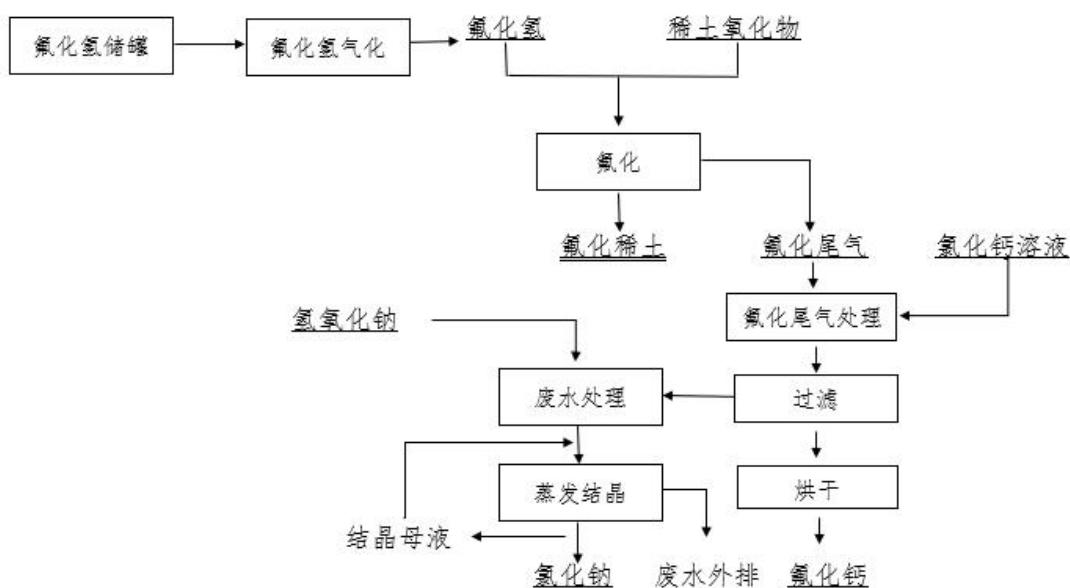 氟化氢储罐
氟化氢气化
氟化氢
稀土氧化物
氟化
氟化稀土
氟化尾气
氯化钙溶液
氢氧化钠
氟化尾气处理
废水处理
过滤
蒸发结晶
烘干
结晶母液
氯化钠
废水外排
氟化钙